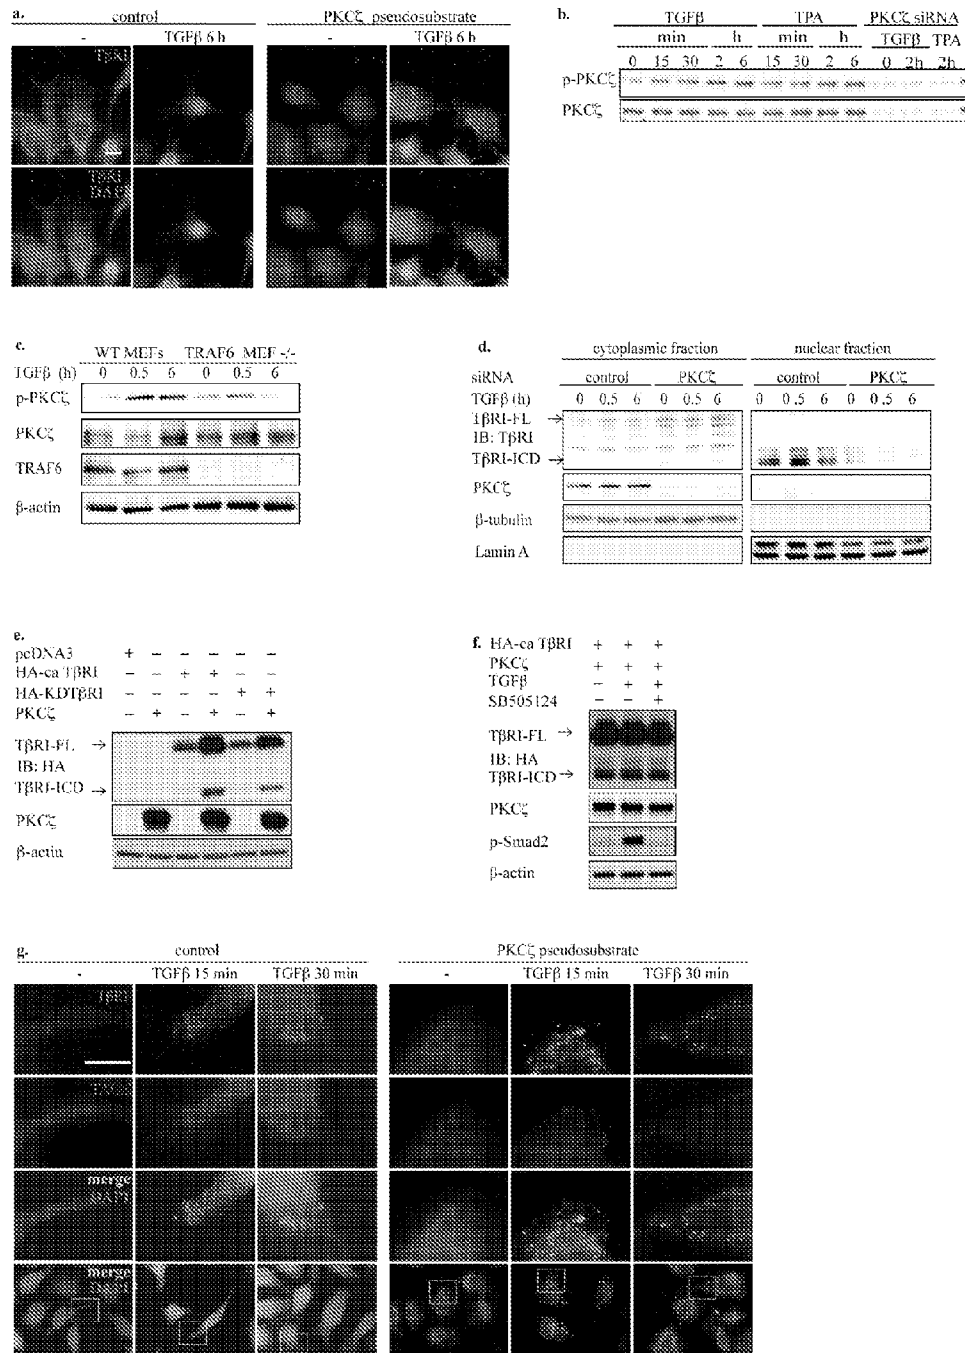 a.
control
PKCζ pseudosubstrate
- TGFβ 6 h - TGFβ 6 h
TβRI
TβRI
DAPI
b.
TGFβ TPA PKCζ siRNA
min h min h TGFβ TPA
0 15 30 2 6 15 30 2 6 0 2h 2h
p-PKCζ
PKCζ
c.
WT MEFs TRAF6 MEF -/-
TGFβ (h) 0 0.5 6 0 0.5 6
p-PKCζ
PKCζ
TRAF6
β-actin
d.
cytoplasmic fraction nuclear fraction
siRNA control PKCζ control PKCζ
TGFβ (h) 0 0.5 6 0 0.5 6 0 0.5 6 0 0.5 6
TβRI-FL →
IB: TβRI
TβRI-ICD →
PKCζ
β-tubulin
Lamin A
e.
pcDNA3 + − − − − −
HA-ca TβRI − − + + − −
HA-KDTβRI − − − − + +
PKCζ − + − + − +
TβRI-FL →
IB: HA
TβRI-ICD →
PKCζ
β-actin
f. HA-ca TβRI + + +
PKCζ + + +
TGFβ − + +
SB505124 − − +
TβRI-FL →
IB: HA
TβRI-ICD →
PKCζ
p-Smad2
β-actin
g.
control PKCζ pseudosubstrate
- TGFβ 15 min TGFβ 30 min - TGFβ 15 min TGFβ 30 min
TβRI
merge
DAPI
merge